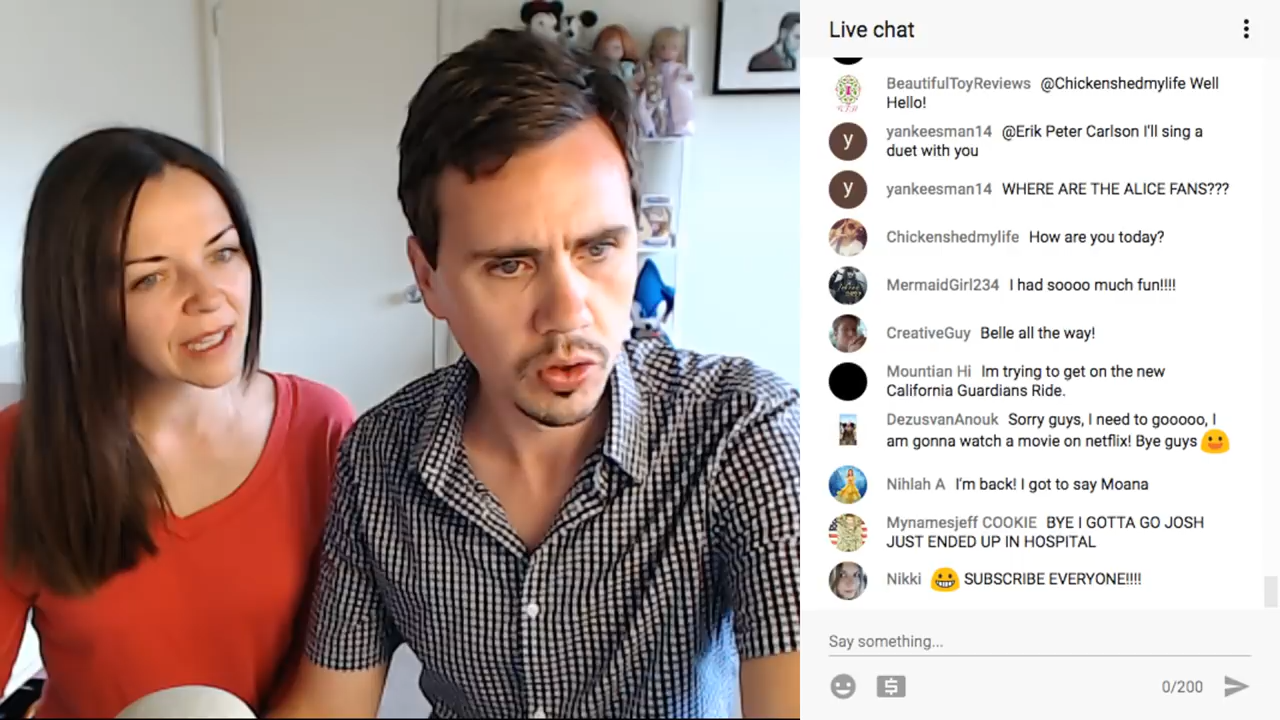 Live chat
BeautifulToyReviews @Chickenshedmylife Well
Hello!
y
yankeesman14 @Erik Peter Carlson I'll sing a
duet with you
y
yankeesman14 WHERE ARE THE ALICE FANS???
Chickenshedmylife How are you today?
MermaidGirl234 I had soooo much fun!!!!
CreativeGuy Belle all the way!
Mountian Hi Im trying to get on the new
California Guardians Ride.
DezusvanAnouk Sorry guys, I need to gooooo, I
am gonna watch a movie on netflix! Bye guys 😃
Nihlah A I'm back! I got to say Moana
Mynamesjeff COOKIE BYE I GOTTA GO JOSH
JUST ENDED UP IN HOSPITAL
Nikki 😁 SUBSCRIBE EVERYONE!!!!
Say something...
0/200